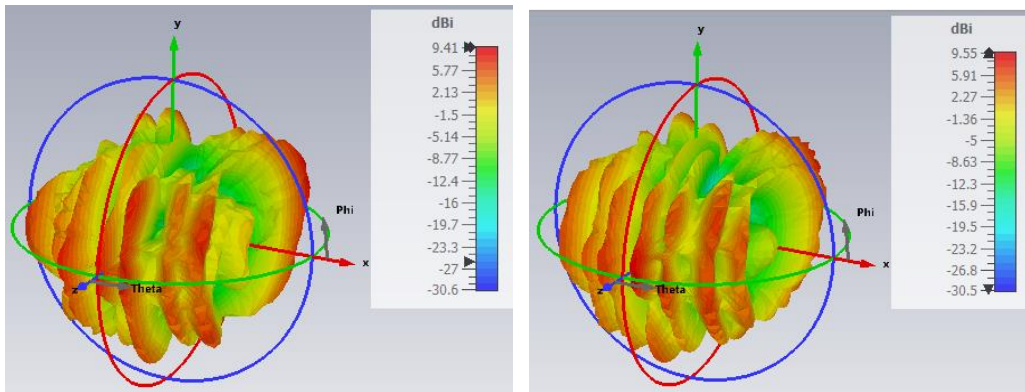 y
x
z
Phi
Theta
dBi
9.41
5.77
2.13
-1.5
-5.14
-8.77
-12.4
-16
-19.7
-23.3
-27
-30.6
y
x
z
Phi
Theta
dBi
9.55
5.91
2.27
-1.36
-5
-8.63
-12.3
-15.9
-19.5
-23.2
-26.8
-30.5